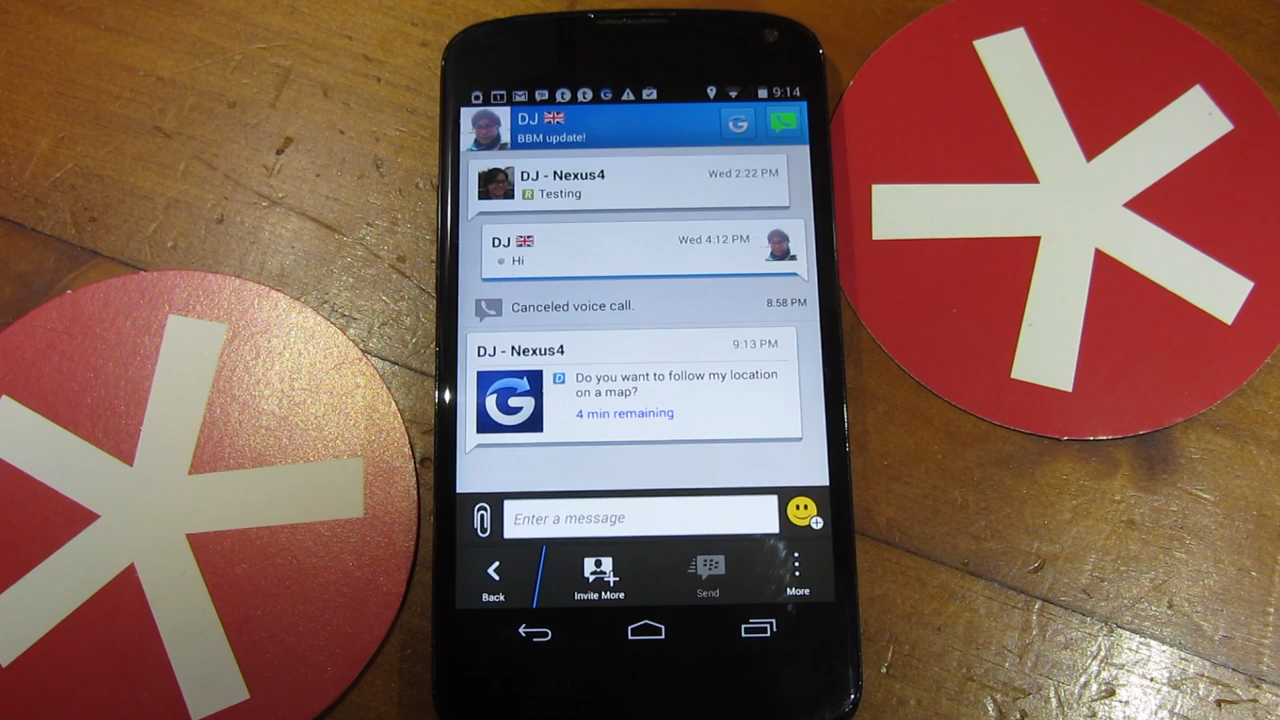 9:14
DJ
BBM update!
DJ - Nexus4
Wed 2:22 PM
R Testing
DJ
Wed 4:12 PM
Hi
Canceled voice call.
8:58 PM
DJ - Nexus4
9:13 PM
D Do you want to follow my location
on a map?
4 min remaining
Enter a message
Back
Invite More
Send
More